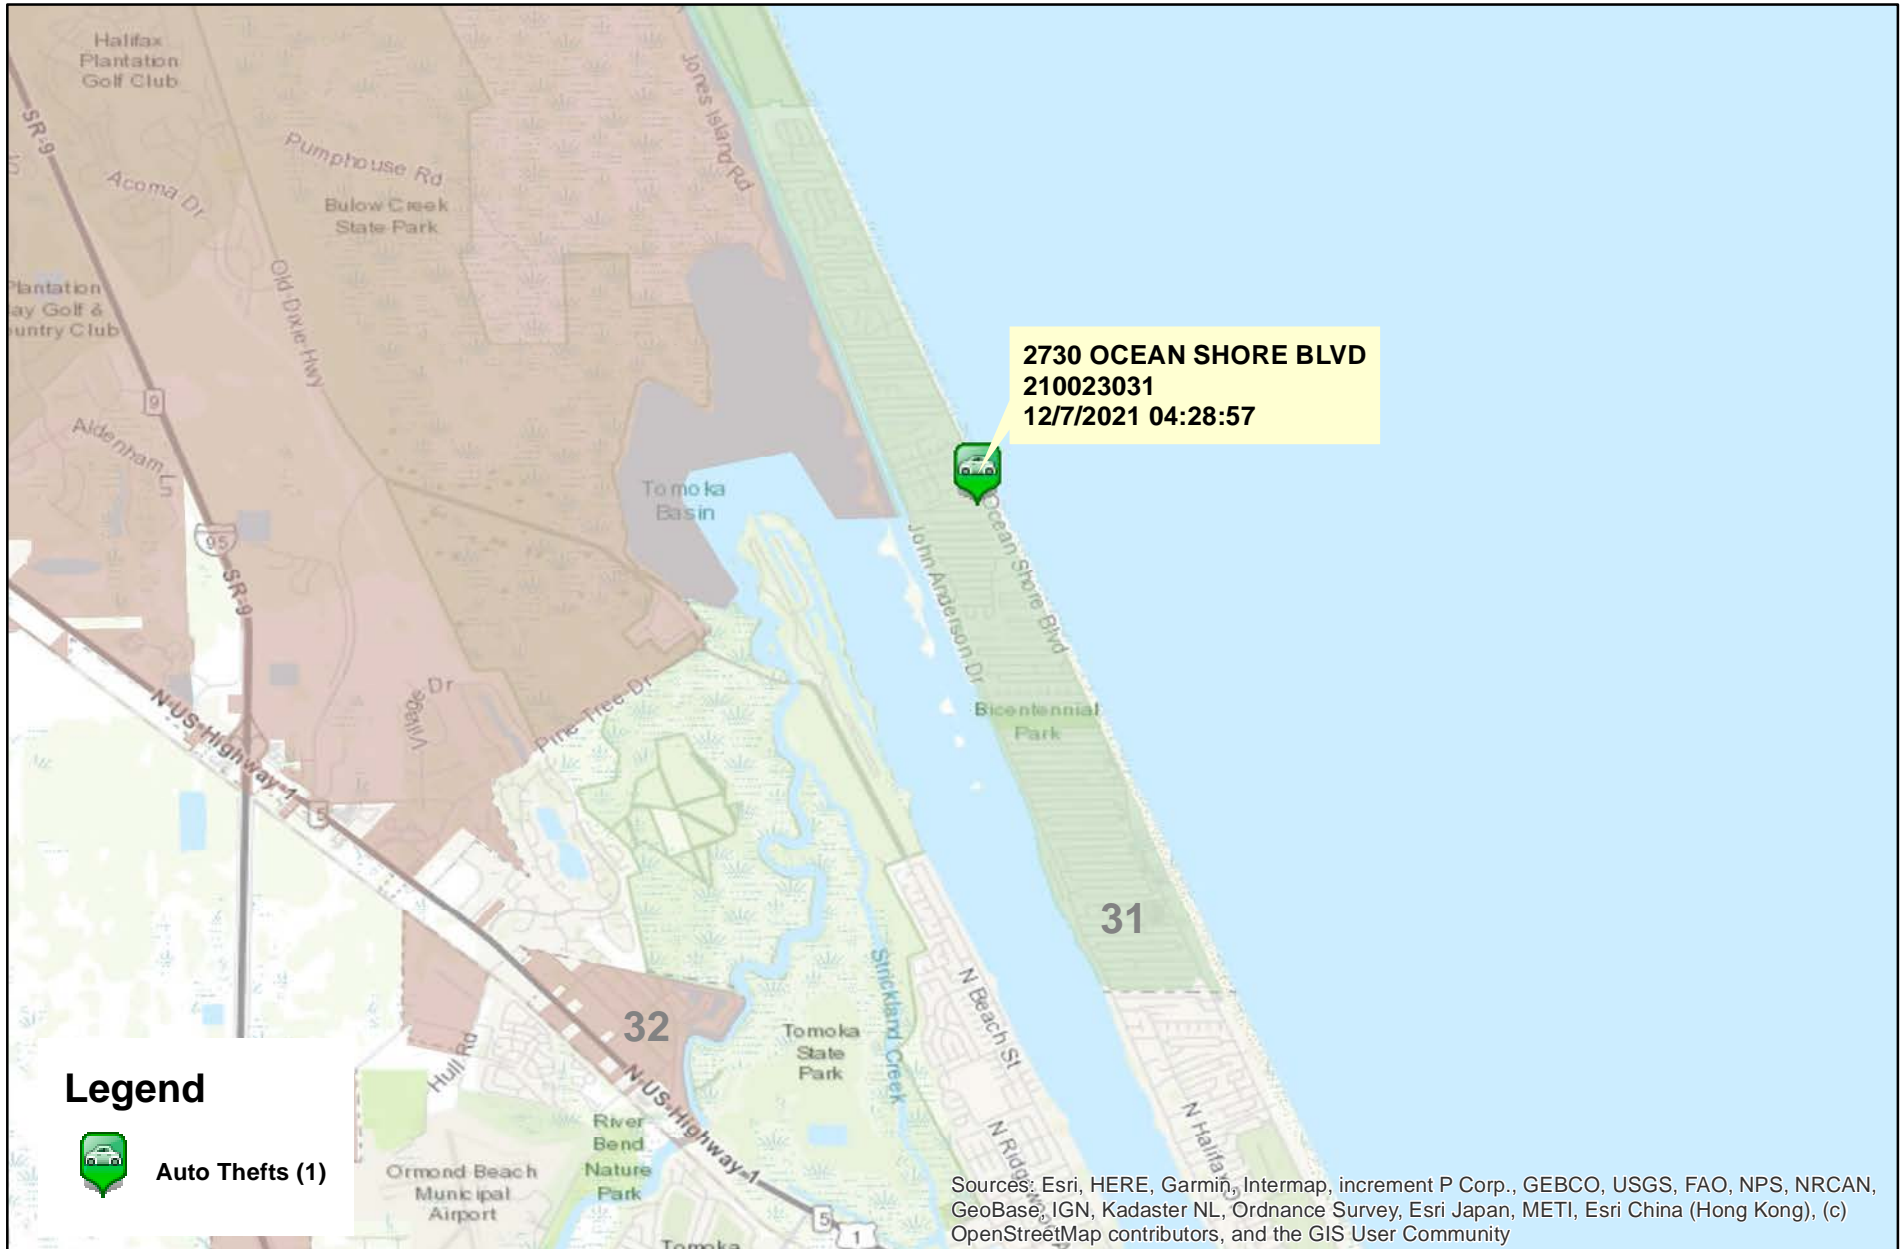 Halifax
Plantation
Golf Club
SR-9
Jones Island Rd
Pumphouse Rd
Acoma Dr
Bulow Creek
State Park
Old Dixie Hwy
Plantation
ay Golf &
untry Club
2730 OCEAN SHORE BLVD
210023031
12/7/2021 04:28:57
9
Aldenham Ln
Tomoka
Basin
95
SR-9
Ocean Shore Blvd
John Anderson Dr
Village Dr
Pine Tree Dr
N US Highway 1
Bicentennial
Park
5
31
32
Strickland Creek
N Beach St
Tomoka
State
Park
Hull Rd
N US Highway 1
River
Bend
Nature
Park
N Halifax Dr
Legend
Auto Thefts (1)
Ormond Beach
Municipal
Airport
5
1
Tomoka
Sources: Esri, HERE, Garmin, Intermap, increment P Corp., GEBCO, USGS, FAO, NPS, NRCAN,
GeoBase, IGN, Kadaster NL, Ordnance Survey, Esri Japan, METI, Esri China (Hong Kong), (c)
OpenStreetMap contributors, and the GIS User Community